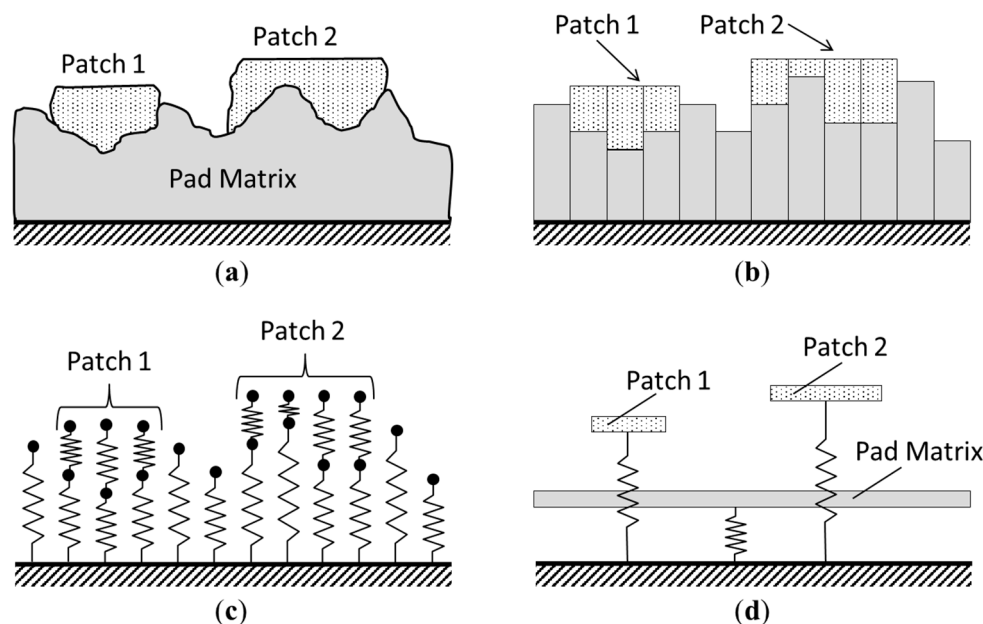 Patch 1
Patch 2
Pad Matrix
(a)
Patch 1
Patch 2
(b)
Patch 1
Patch 2
(c)
Patch 1
Patch 2
Pad Matrix
(d)